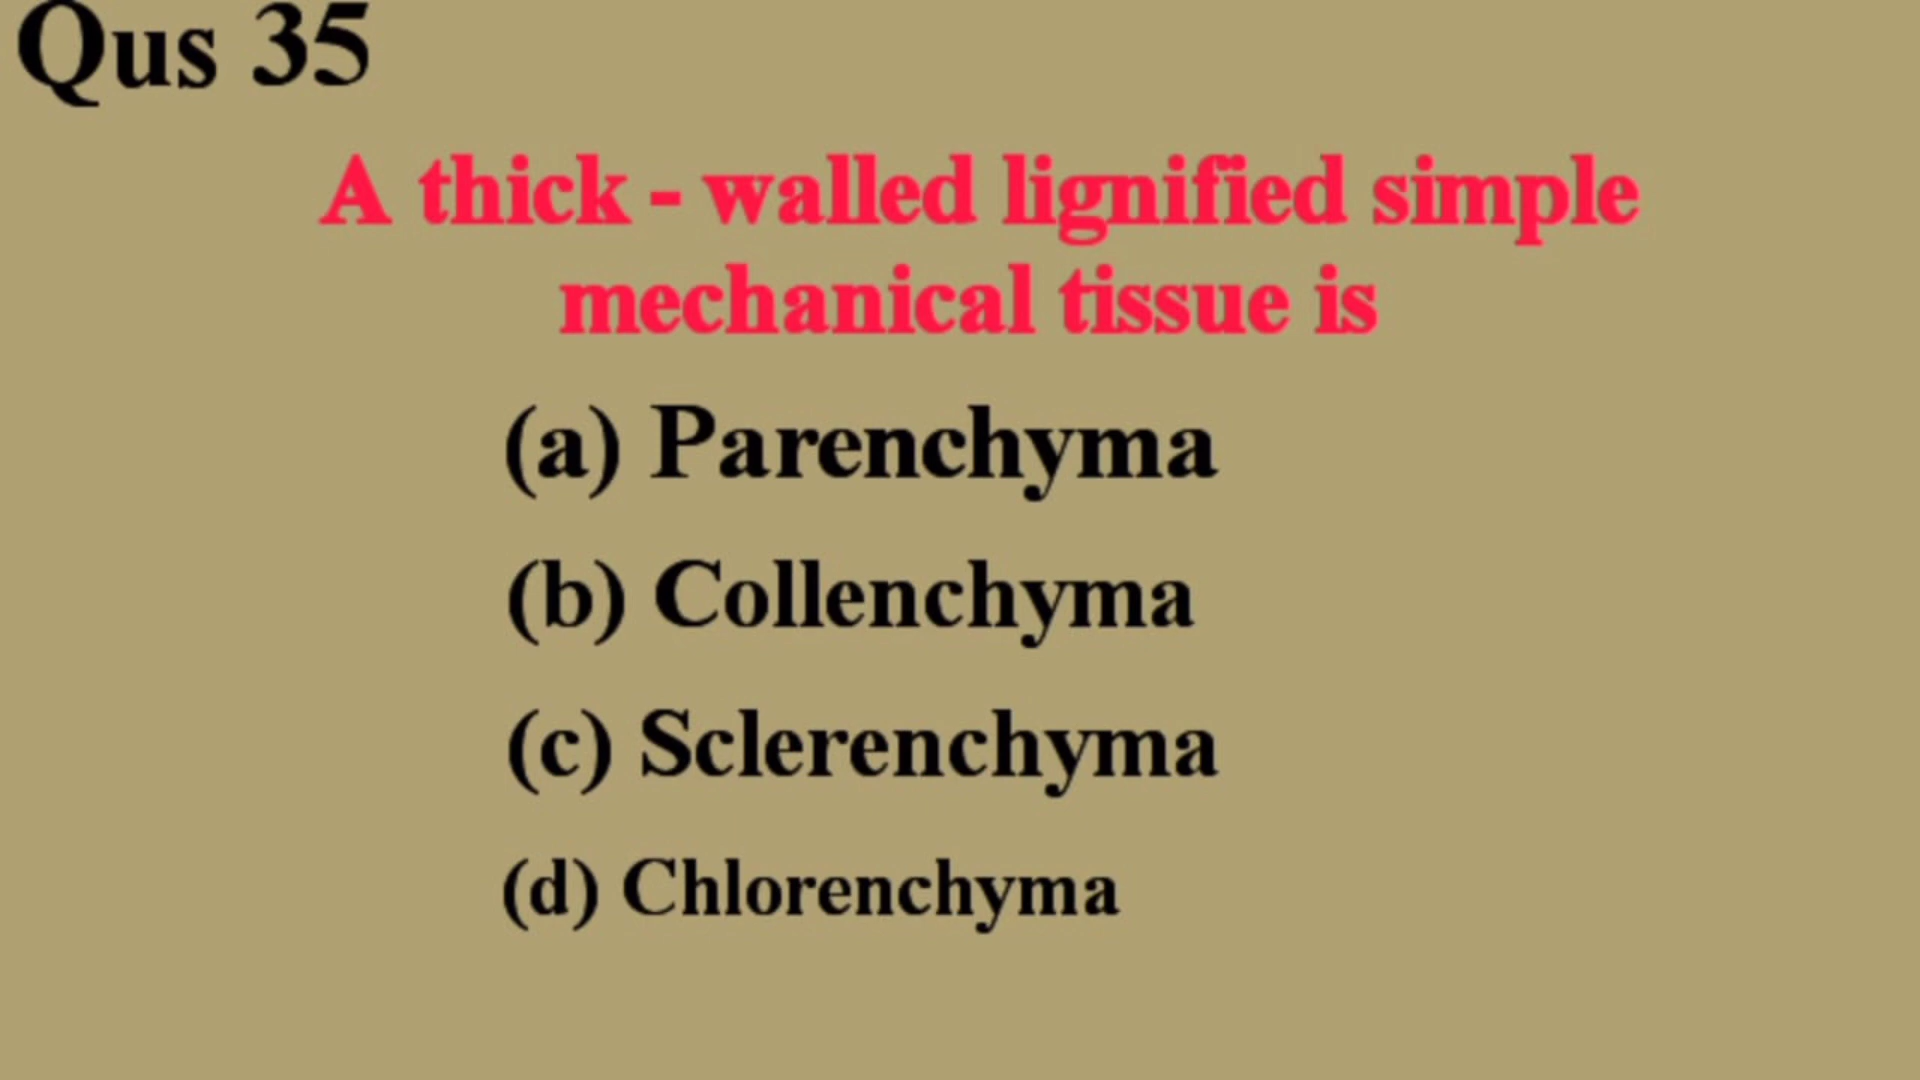 Qus 35
A thick - walled lignified simple
mechanical tissue is
(a) Parenchyma
(b) Collenchyma
(c) Sclerenchyma
(d) Chlorenchyma